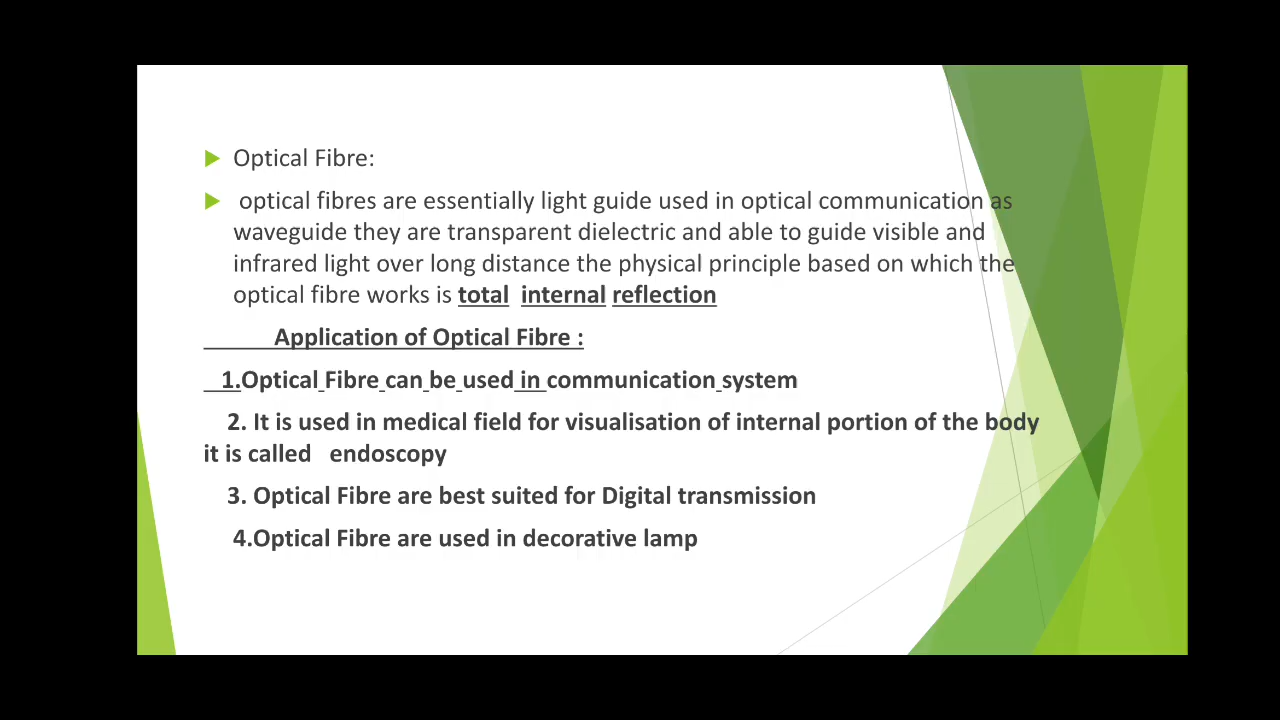 Optical Fibre:
optical fibres are essentially light guide used in optical communication as
waveguide they are transparent dielectric and able to guide visible and
infrared light over long distance the physical principle based on which the
optical fibre works is total internal reflection
Application of Optical Fibre :
1.Optical Fibre can be used in communication system
2. It is used in medical field for visualisation of internal portion of the body
it is called endoscopy
3. Optical Fibre are best suited for Digital transmission
4.Optical Fibre are used in decorative lamp